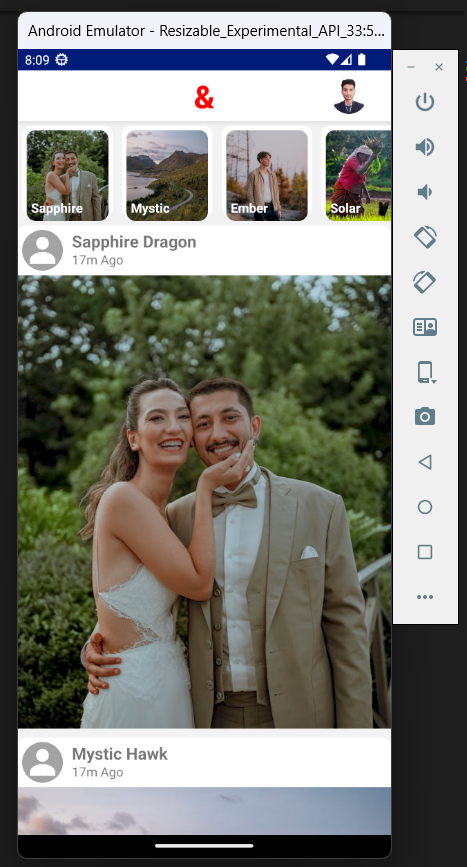 Android Emulator - Resizable_Experimental_API_33:5...
8:09
&
Sapphire
Mystic
Ember
Solar
Sapphire Dragon
17m Ago
Mystic Hawk
17m Ago